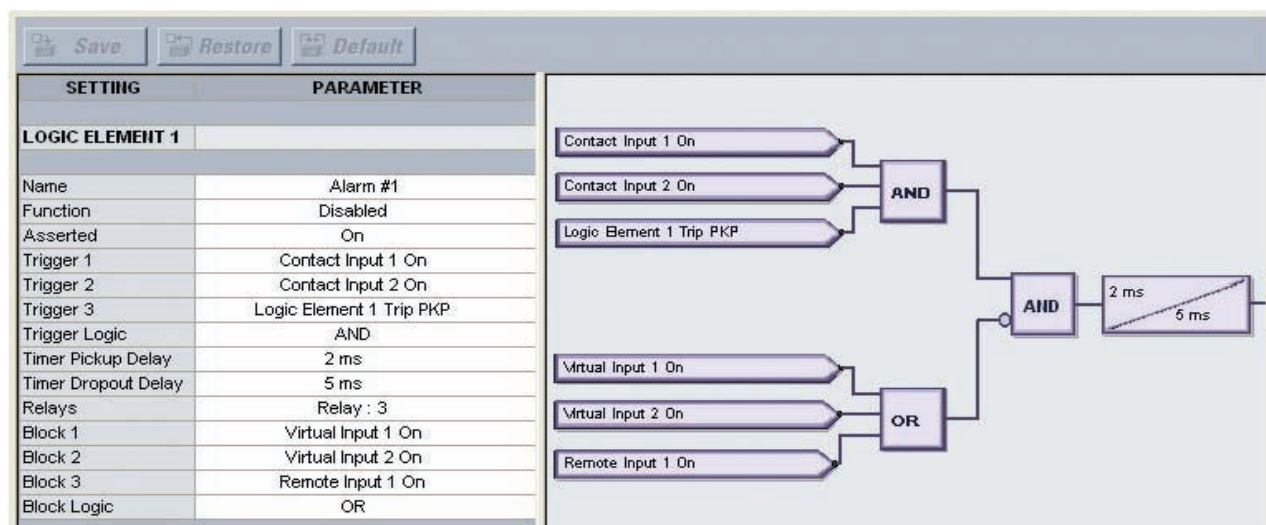 Save Restore Default
SETTING PARAMETER
LOGIC ELEMENT 1
Name Alarm #1
Function Disabled
Asserted On
Trigger 1 Contact Input 1 On
Trigger 2 Contact Input 2 On
Trigger 3 Logic Element 1 Trip PKP
Trigger Logic AND
Timer Pickup Delay 2 ms
Timer Dropout Delay 5 ms
Relays Relay : 3
Block 1 Virtual Input 1 On
Block 2 Virtual Input 2 On
Block 3 Remote Input 1 On
Block Logic OR
Contact Input 1 On
Contact Input 2 On
Logic Element 1 Trip PKP
AND
Virtual Input 1 On
Virtual Input 2 On
Remote Input 1 On
OR
AND
2 ms
5 ms